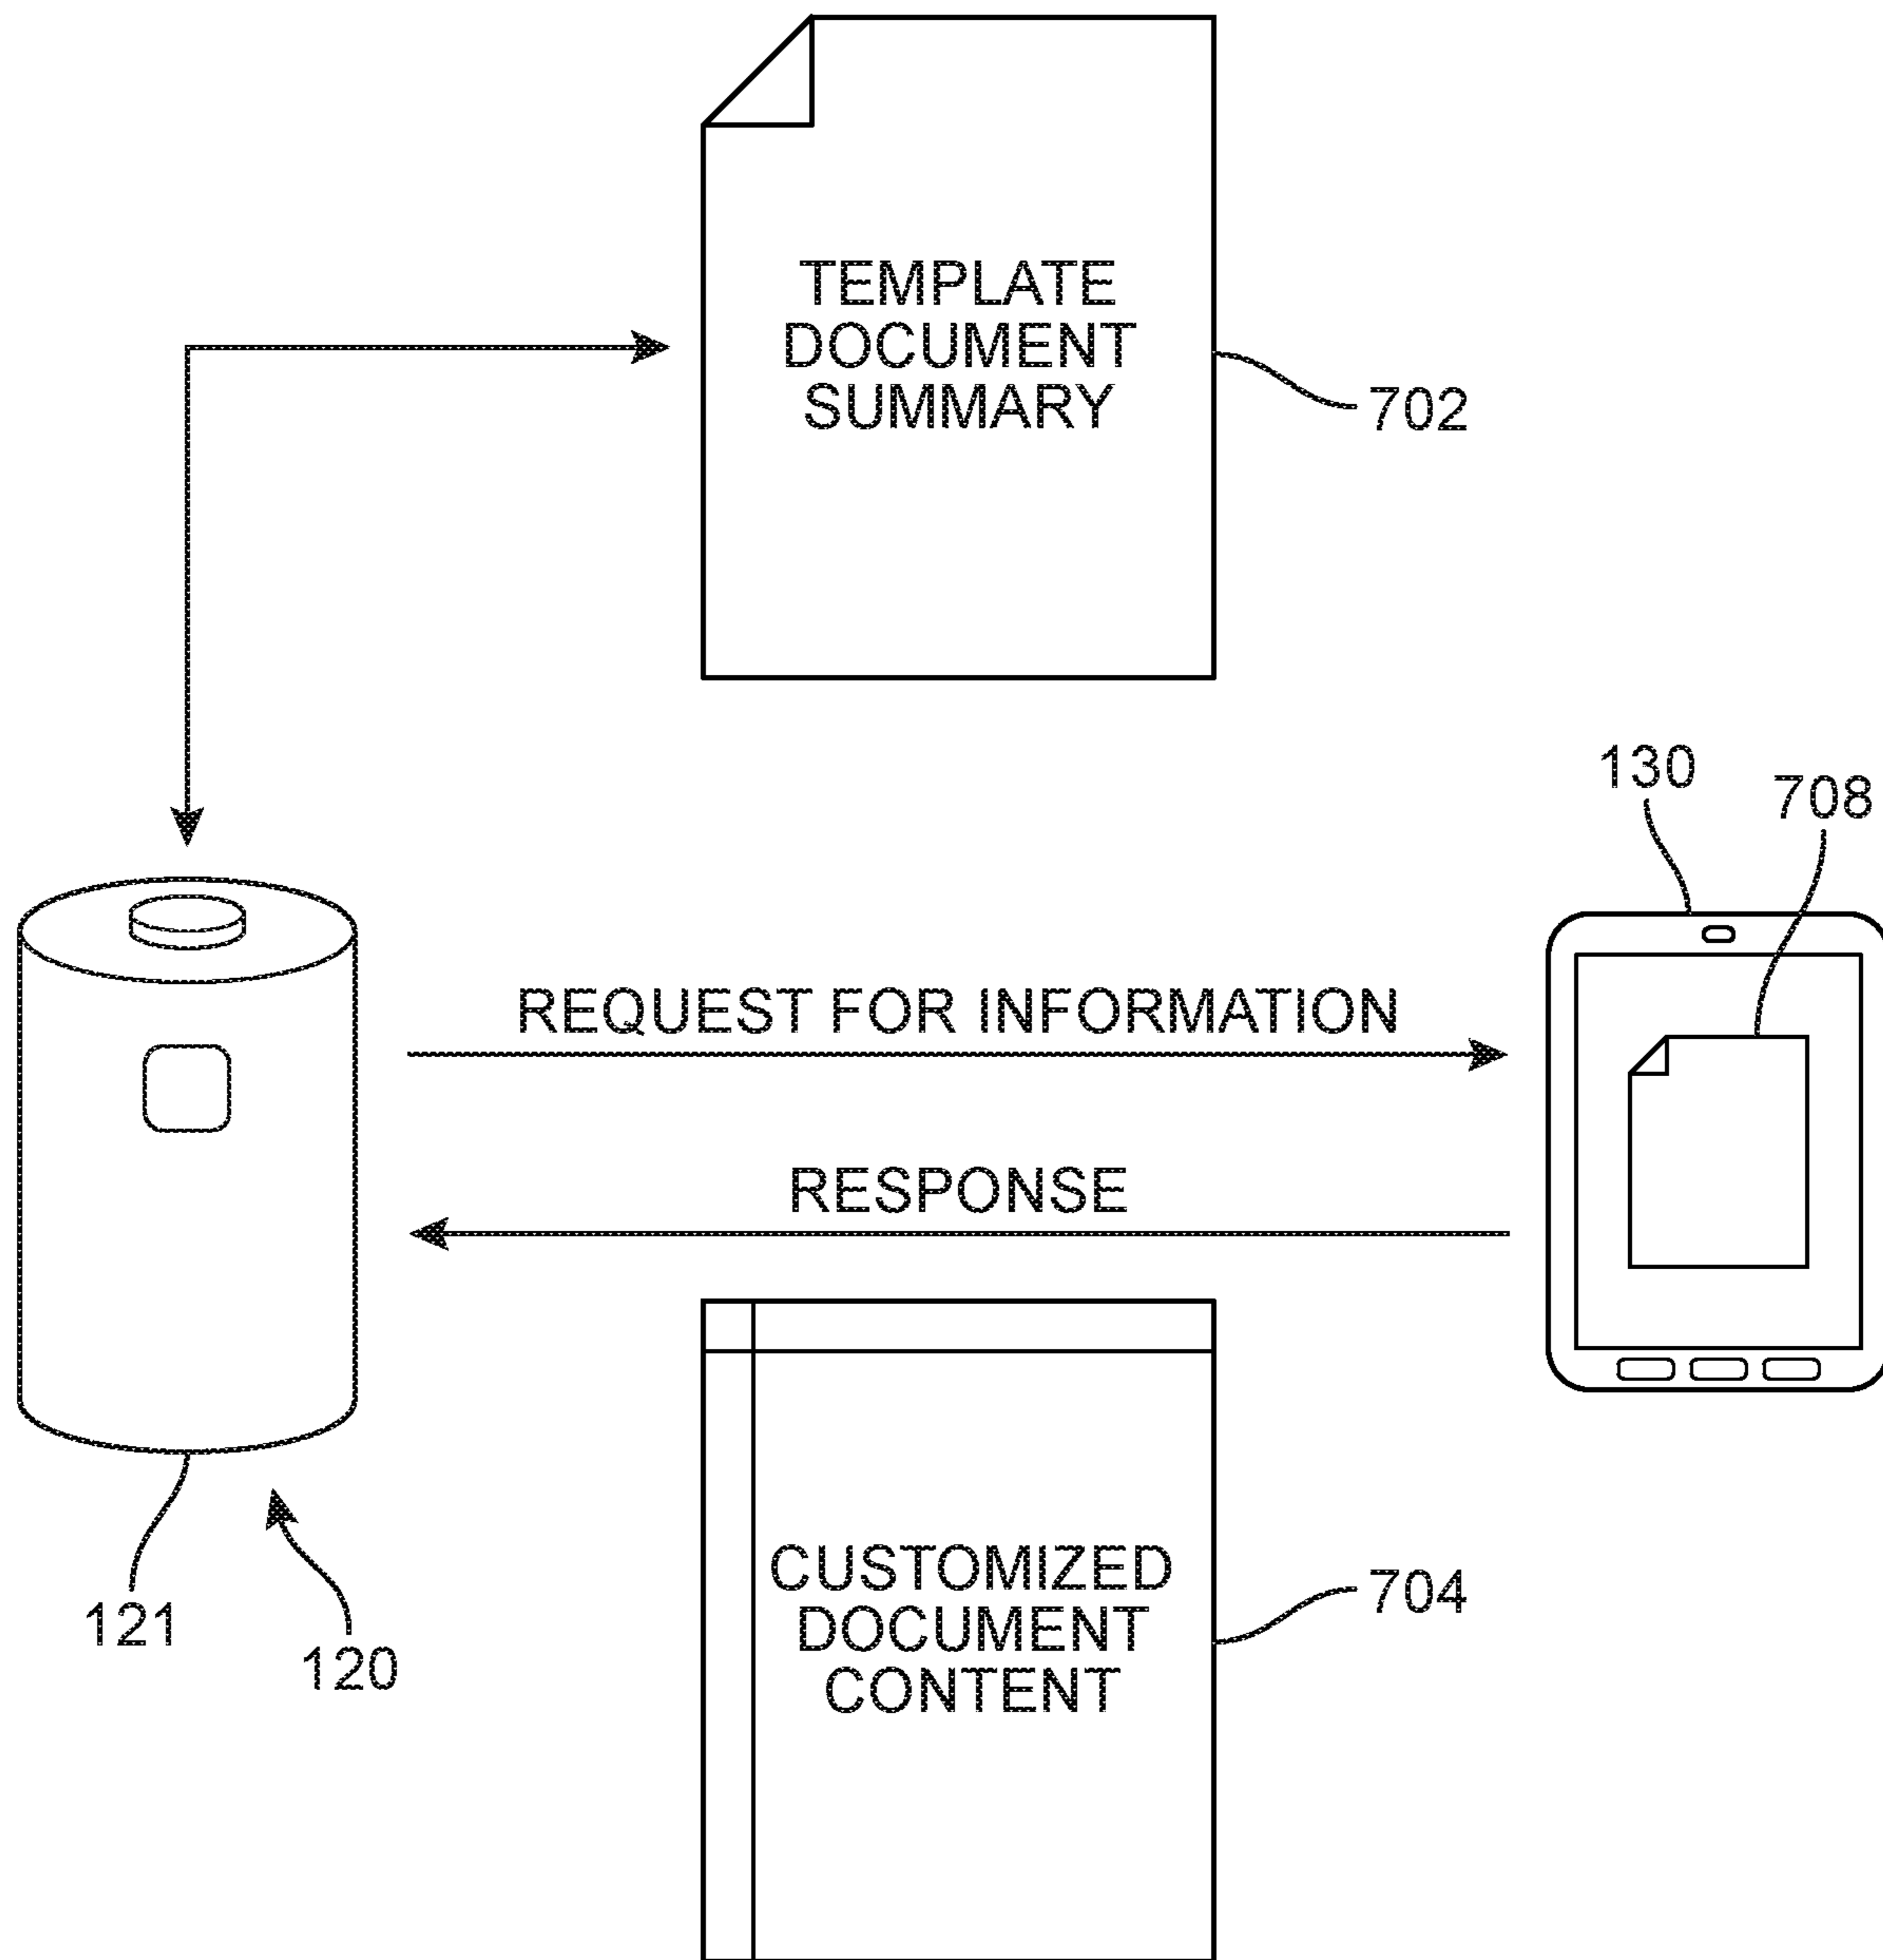 TEMPLATE
DOCUMENT
SUMMARY
702
130
708
REQUEST FOR INFORMATION
RESPONSE
121
120
CUSTOMIZED
DOCUMENT
CONTENT
704